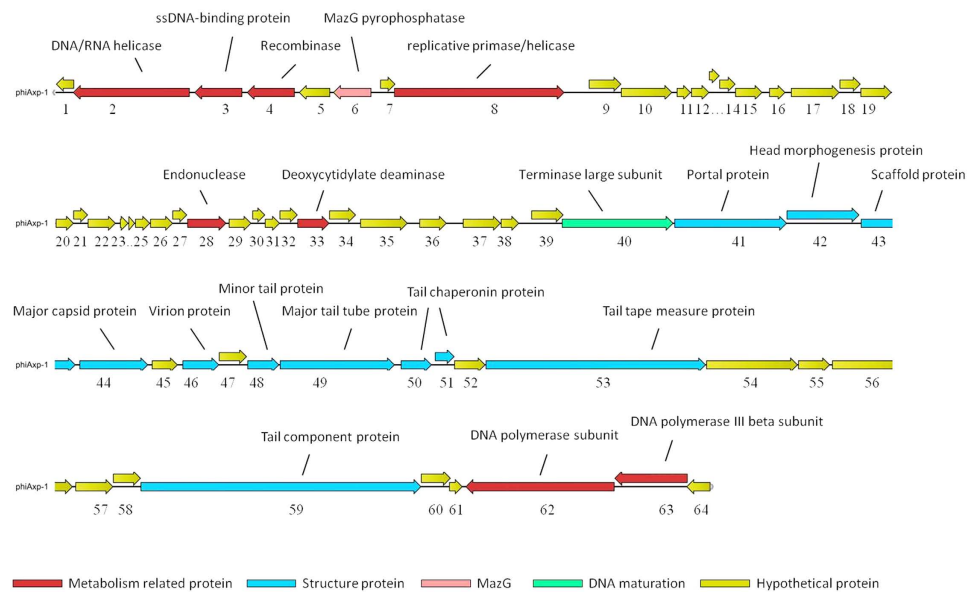 ssDNA-binding protein MazG pyrophosphatase
DNA/RNA helicase Recombinase replicative primase/helicase
phiAxp-1
1 2 3 4 5 6 7 8 9 10 11 12...14 15 16 17 18 19
Head morphogenesis protein
Endonuclease Deoxycytidylate deaminase Terminase large subunit Portal protein Scaffold protein
phiAxp-1
20 21 22 23. .25 26 27 28 29 30 31 32 33 34 35 36 37 38 39 40 41 42 43
Minor tail protein Tail chaperonin protein
Major capsid protein Virion protein Major tail tube protein Tail tape measure protein
phiAxp-1
44 45 46 47 48 49 50 51 52 53 54 55 56
Tail component protein DNA polymerase subunit DNA polymerase III beta subunit
phiAxp-1
57 58 59 60 61 62 63 64
Metabolism related protein Structure protein MazG DNA maturation Hypothetical protein